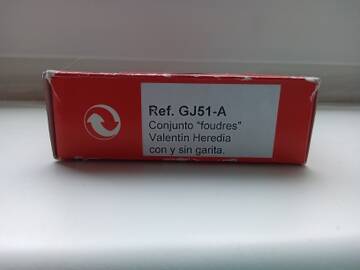 Ref. GJ51-A
Conjunto "foudres"
Valentin Heredia
con y sin garita.